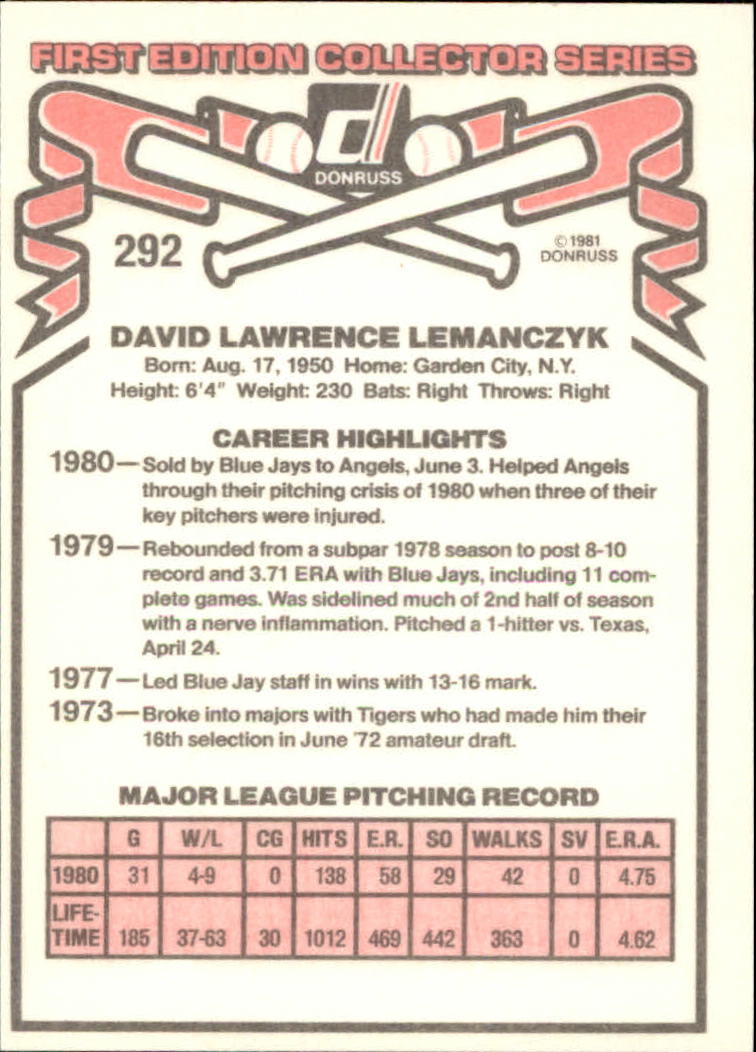 FIRST EDITION COLLECTOR SERIES
d
DONRUSS
292
© 1981
DONRUSS
DAVID LAWRENCE LEMANCZYK
Born: Aug. 17, 1950 Home: Garden City, N.Y.
Height: 6'4" Weight: 230 Bats: Right Throws: Right
CAREER HIGHLIGHTS
1980—Sold by Blue Jays to Angels, June 3. Helped Angels
through their pitching crisis of 1980 when three of their
key pitchers were injured.
1979—Rebounded from a subpar 1978 season to post 8-10
record and 3.71 ERA with Blue Jays, including 11 com-
plete games. Was sidelined much of 2nd half of season
with a nerve inflammation. Pitched a 1-hitter vs. Texas,
April 24.
1977—Led Blue Jay staff in wins with 13-16 mark.
1973—Broke into majors with Tigers who had made him their
16th selection in June '72 amateur draft.
MAJOR LEAGUE PITCHING RECORD
G W/L CG HITS E.R. SO WALKS SV E.R.A.
1980 31 4-9 0 138 58 29 42 0 4.75
LIFE-
TIME 185 37-63 30 1012 469 442 363 0 4.62